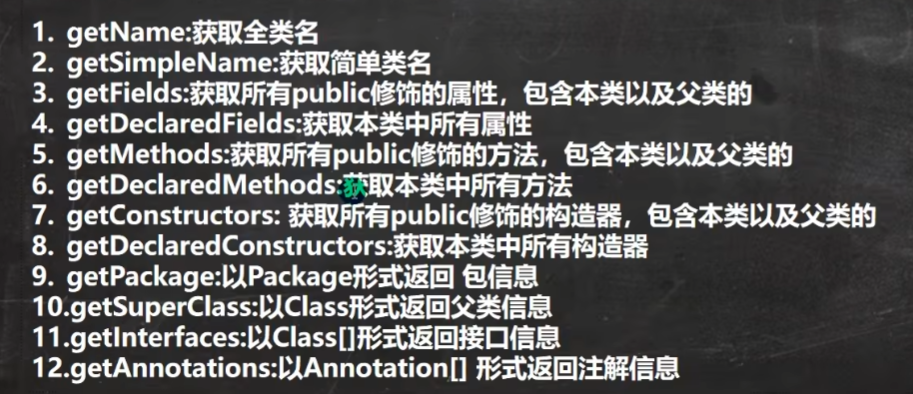 1. getName:获取全类名
2. getSimpleName:获取简单类名
3. getFields:获取所有public修饰的属性，包含本类以及父类的
4. getDeclaredFields:获取本类中所有属性
5. getMethods:获取所有public修饰的方法，包含本类以及父类的
6. getDeclaredMethods:获取本类中所有方法
7. getConstructors: 获取所有public修饰的构造器，包含本类以及父类的
8. getDeclaredConstructors:获取本类中所有构造器
9. getPackage:以Package形式返回 包信息
10.getSuperClass:以Class形式返回父类信息
11.getInterfaces:以Class[]形式返回接口信息
12.getAnnotations:以Annotation[] 形式返回注解信息